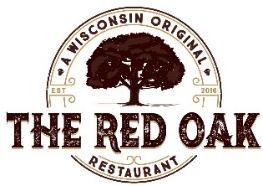 A WISCONSIN ORIGINAL
EST 2016
THE RED OAK
RESTAURANT